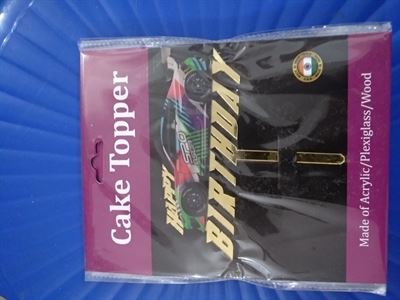 Cake Topper
HAPPY
BIRTHDAY
Made of Acrylic/Plexiglass/Wood